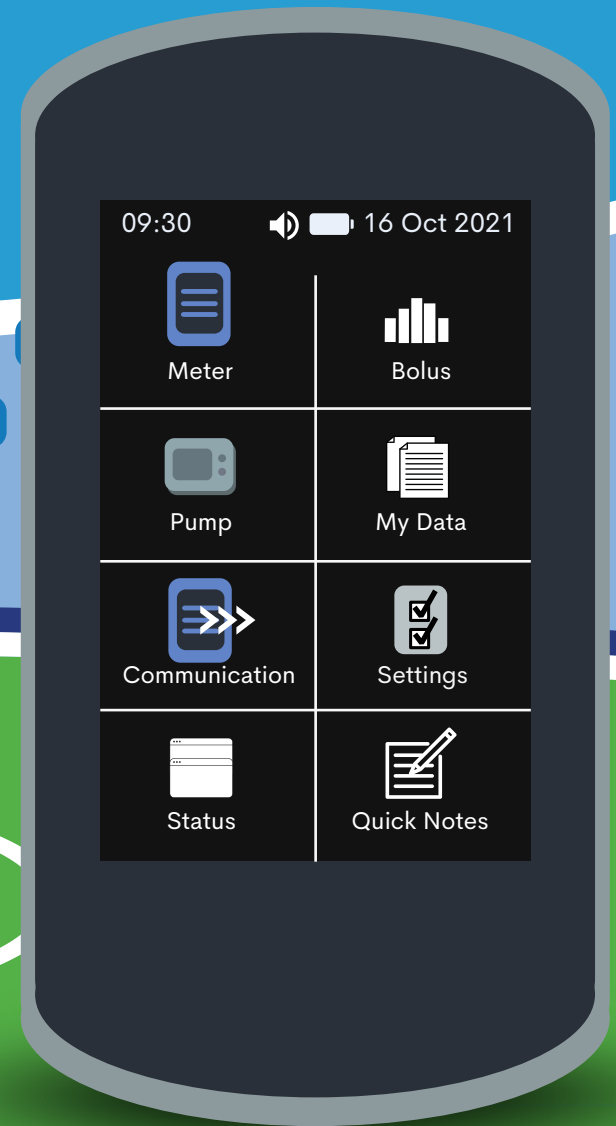 09:30 16 Oct 2021
Meter Bolus
Pump My Data
Communication Settings
Status Quick Notes